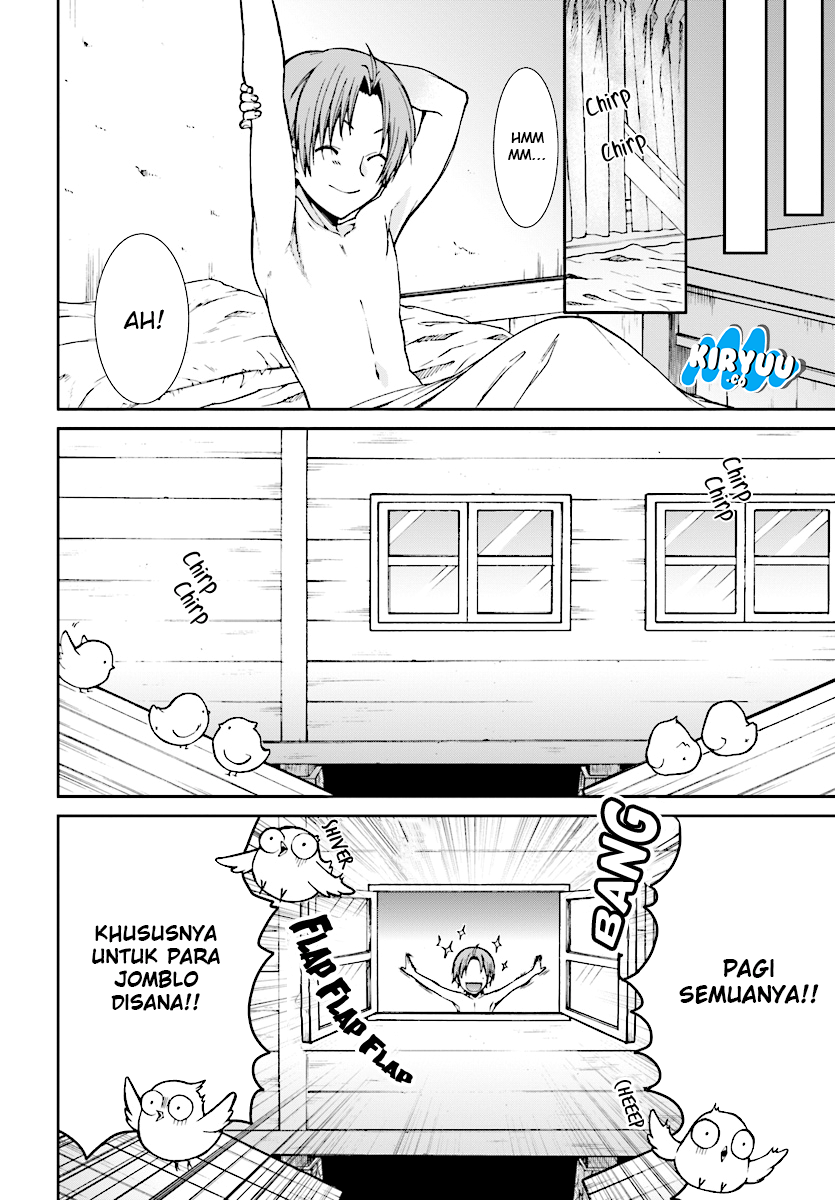 Chirp
Chirp
HMM
MM...
AH!
KIRYUU
.CO
Chirp
Chirp
Chirp
Chirp
BANG
PAGI
SEMUANYA!!
SHIVER
FLAP FLAP FLAP
KHUSUSNYA
UNTUK PARA
JOMBLO
DISANA!!
CHEEEP